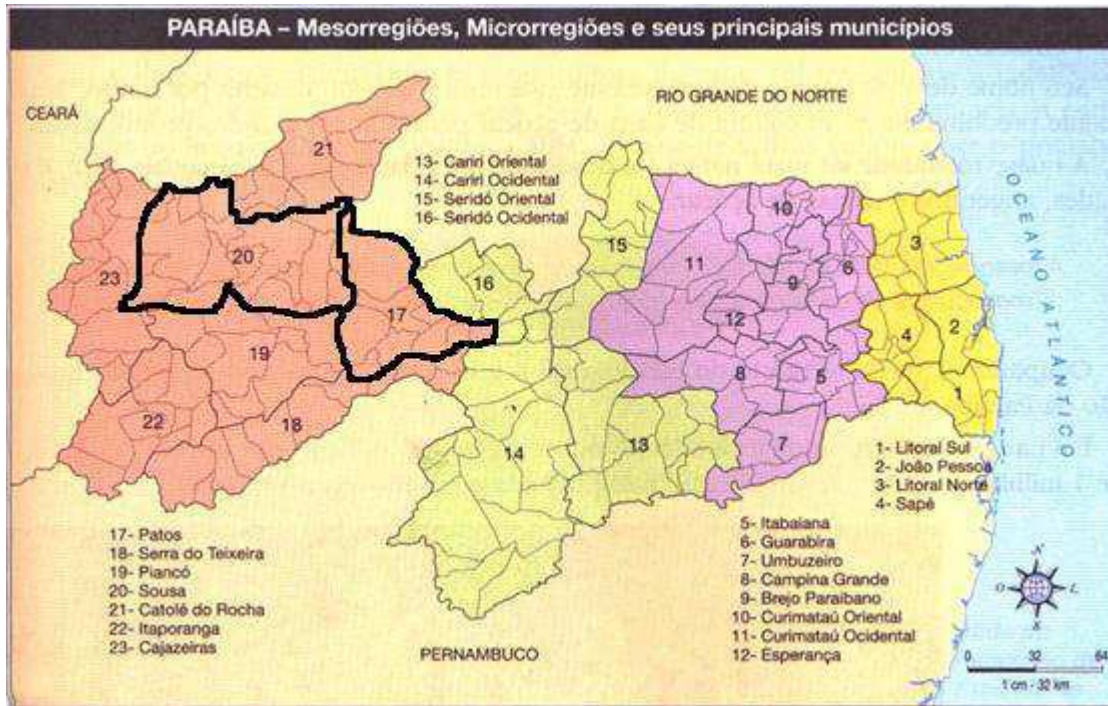 PARAÍBA – Mesorregiões, Microrregiões e seus principais municípios
CEARÁ
RIO GRANDE DO NORTE
OCEANO ATLÂNTICO
21
13- Cariri Oriental
14- Cariri Ocidental
15- Seridó Oriental
16- Seridó Ocidental
10
3
20
15
11
6
23
16
9
17
12
4
2
19
8
5
1
22
18
14
13
7
1- Litoral Sul
2- João Pessoa
3- Litoral Norte
4- Sapé
17- Patos
18- Serra do Teixeira
19- Piancó
20- Sousa
21- Catolé do Rocha
22- Itaporanga
23- Cajazeiras
5- Itabaiana
6- Guarabira
7- Umbuzeiro
8- Campina Grande
9- Brejo Paraibano
10- Curimataú Oriental
11- Curimataú Ocidental
12- Esperança
PERNAMBUCO
N
O
L
S
0 32 64
1 cm - 32 km